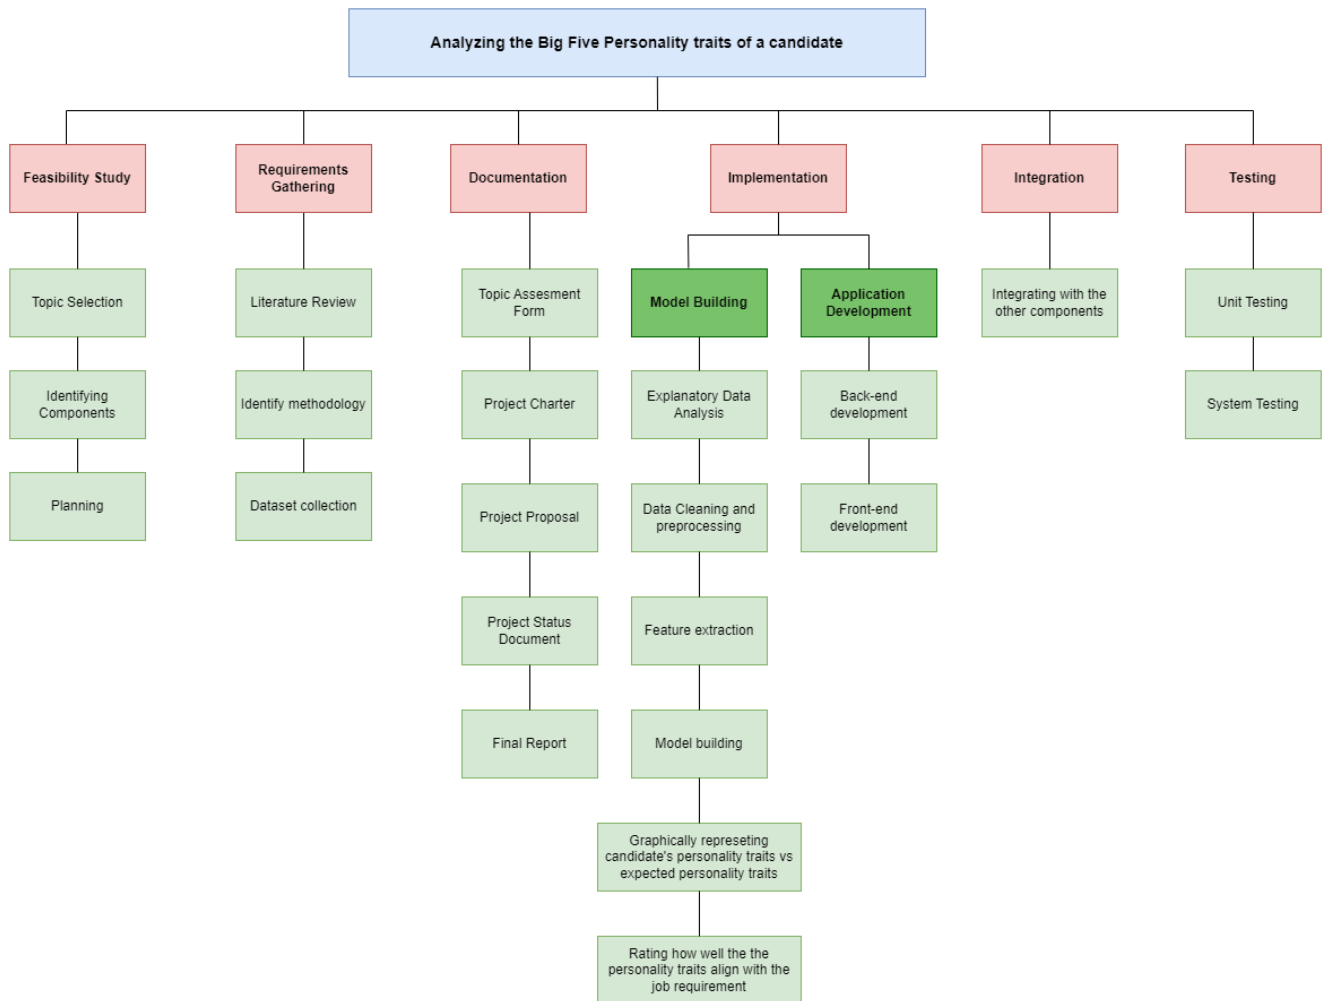 Analyzing the Big Five Personality traits of a candidate
Feasibility Study
Requirements
Gathering
Documentation
Implementation
Integration
Testing
Topic Selection
Literature Review
Topic Assesment
Form
Model Building
Application
Development
Integrating with the
other components
Unit Testing
Identifying
Components
Identify methodology
Project Charter
Explanatory Data
Analysis
Back-end
development
System Testing
Planning
Dataset collection
Project Proposal
Data Cleaning and
preprocessing
Front-end
development
Project Status
Document
Feature extraction
Final Report
Model building
Graphically represeting
candidate's personality traits vs
expected personality traits
Rating how well the the
personality traits align with the
job requirement